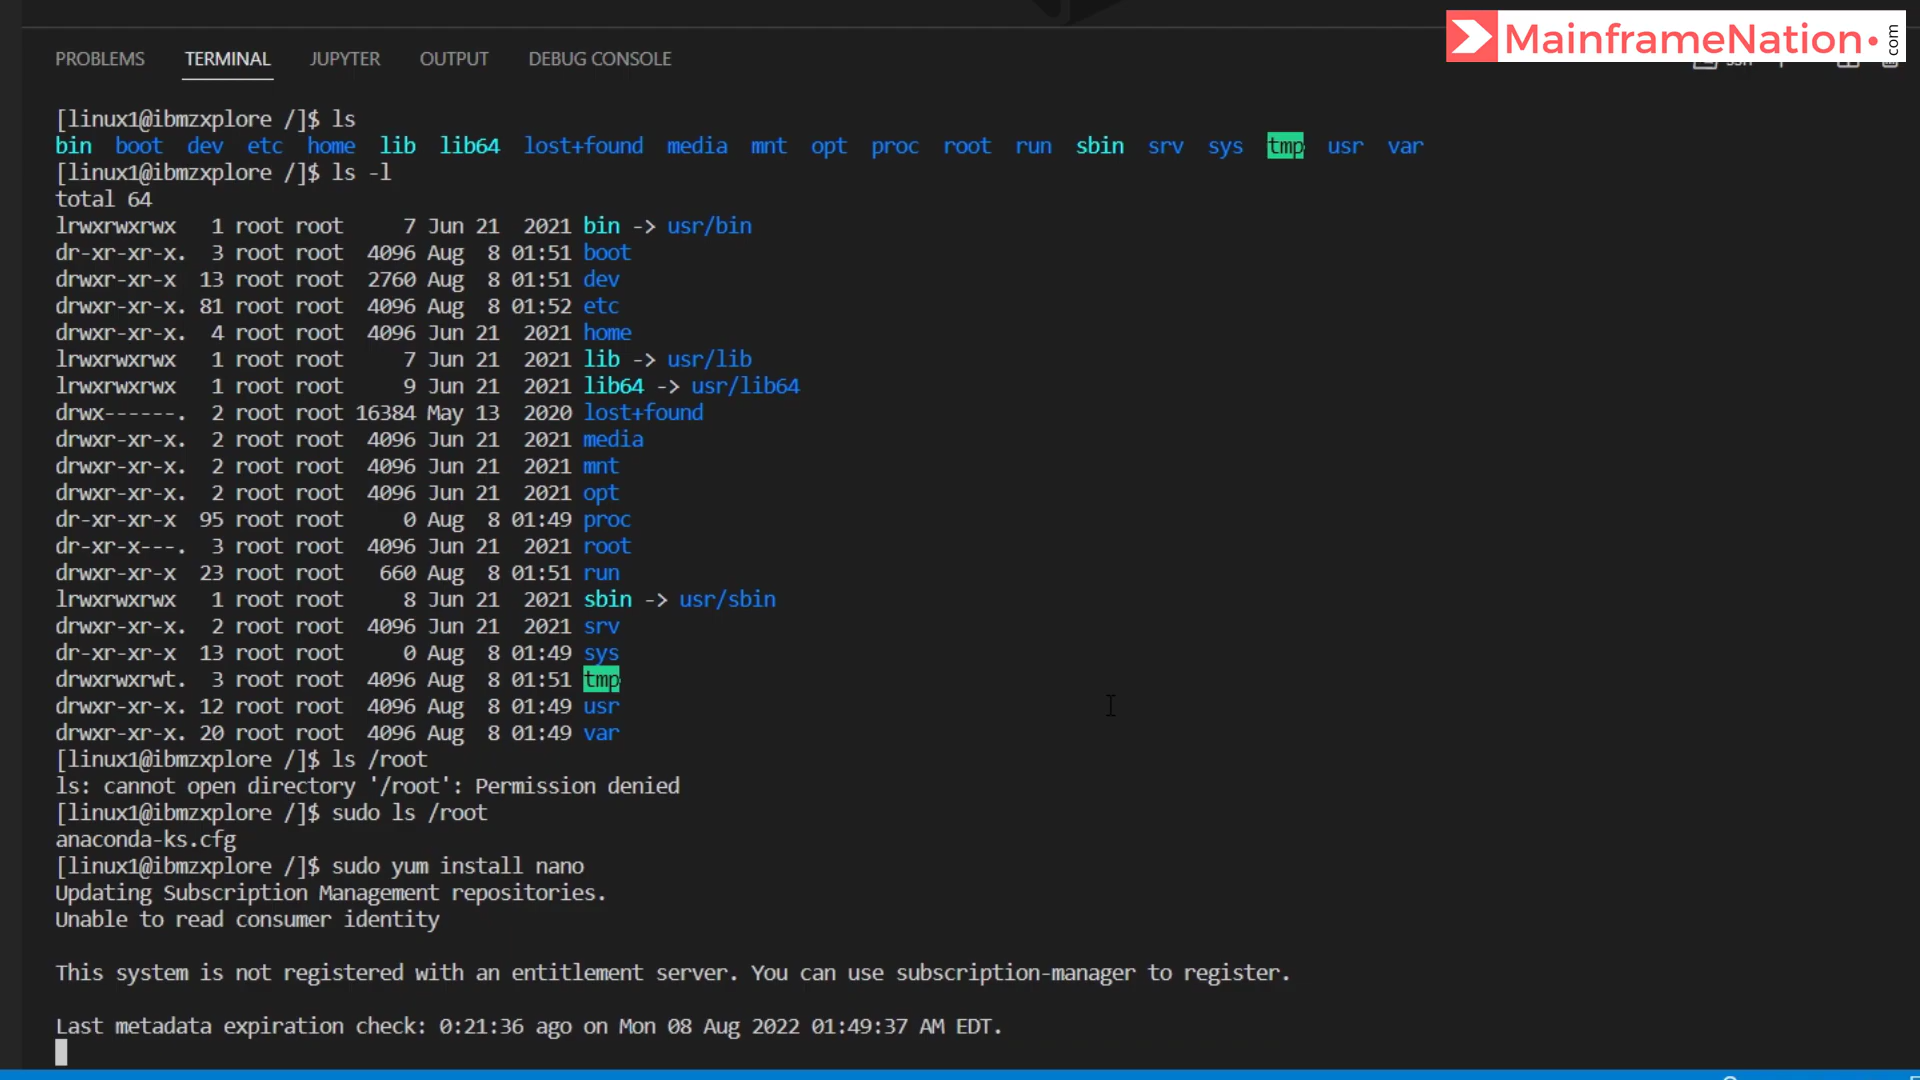 MainframeNation.com
PROBLEMS TERMINAL JUPYTER OUTPUT DEBUG CONSOLE
[linux1@ibmzxplore /]$ ls
bin boot dev etc home lib lib64 lost+found media mnt opt proc root run sbin srv sys tmp usr var
[linux1@ibmzxplore /]$ ls -l
total 64
lrwxrwxrwx   1 root root     7 Jun 21  2021 bin -> usr/bin
dr-xr-xr-x.  3 root root  4096 Aug  8 01:51 boot
drwxr-xr-x  13 root root  2760 Aug  8 01:51 dev
drwxr-xr-x. 81 root root  4096 Aug  8 01:52 etc
drwxr-xr-x.  4 root root  4096 Jun 21  2021 home
lrwxrwxrwx   1 root root     7 Jun 21  2021 lib -> usr/lib
lrwxrwxrwx   1 root root     9 Jun 21  2021 lib64 -> usr/lib64
drwx------.  2 root root 16384 May 13  2020 lost+found
drwxr-xr-x.  2 root root  4096 Jun 21  2021 media
drwxr-xr-x.  2 root root  4096 Jun 21  2021 mnt
drwxr-xr-x.  2 root root  4096 Jun 21  2021 opt
dr-xr-xr-x  95 root root     0 Aug  8 01:49 proc
dr-xr-x---.  3 root root  4096 Jun 21  2021 root
drwxr-xr-x  23 root root   660 Aug  8 01:51 run
lrwxrwxrwx   1 root root     8 Jun 21  2021 sbin -> usr/sbin
drwxr-xr-x.  2 root root  4096 Jun 21  2021 srv
dr-xr-xr-x  13 root root     0 Aug  8 01:49 sys
drwxrwxrwt.  3 root root  4096 Aug  8 01:51 tmp
drwxr-xr-x. 12 root root  4096 Aug  8 01:49 usr
drwxr-xr-x. 20 root root  4096 Aug  8 01:49 var
[linux1@ibmzxplore /]$ ls /root
ls: cannot open directory '/root': Permission denied
[linux1@ibmzxplore /]$ sudo ls /root
anaconda-ks.cfg
[linux1@ibmzxplore /]$ sudo yum install nano
Updating Subscription Management repositories.
Unable to read consumer identity
This system is not registered with an entitlement server. You can use subscription-manager to register.
Last metadata expiration check: 0:21:36 ago on Mon 08 Aug 2022 01:49:37 AM EDT.